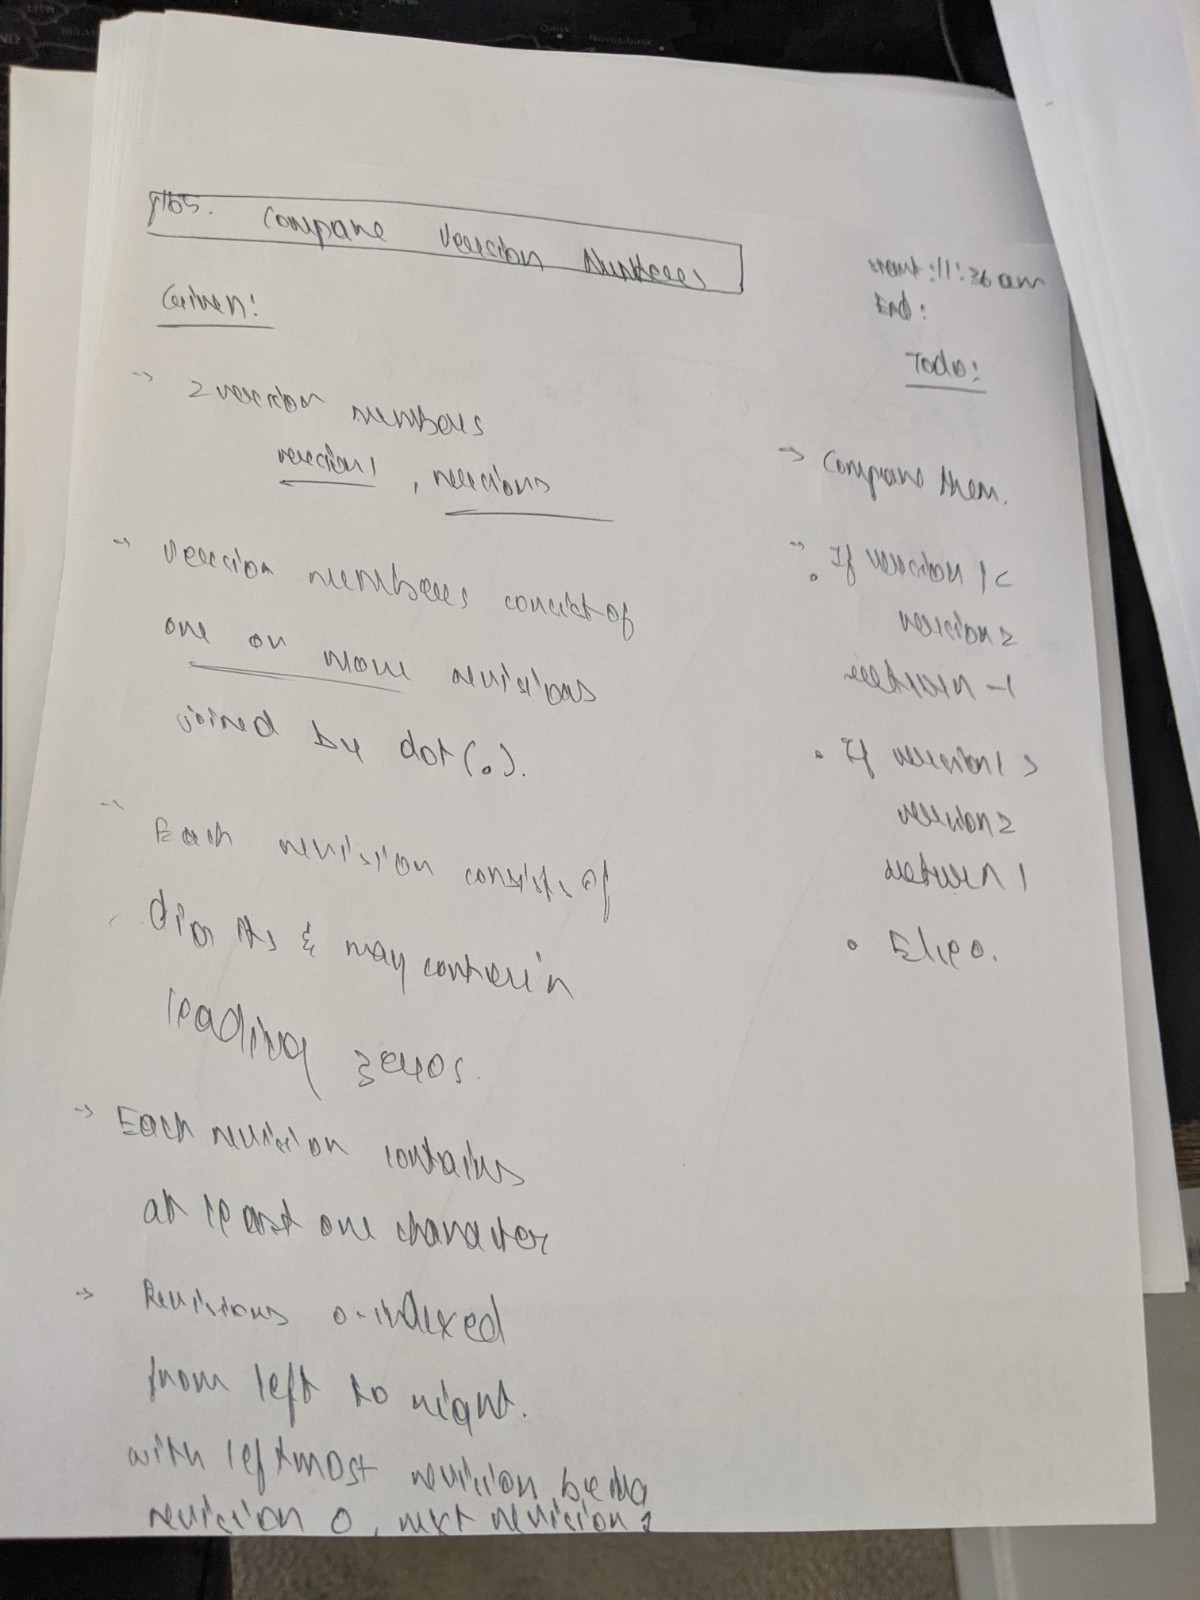 165. Compare Version Numbers
Start: 11:36 am
End:
Given:
Todo:
→ 2 version numbers
version1, version2
→ Version numbers consist of
one or more revisions
joined by dot(.).
→ Each revision consists of
digits & may contain
leading zeros.
→ Each revision contains
at least one character
→ Revisions 0-indexed
from left to right.
with leftmost revision being
revision 0, next revision 1
→ Compare them.
→ • If version1 <
version2
return -1
• If version1 >
version2
return 1
• Else 0.